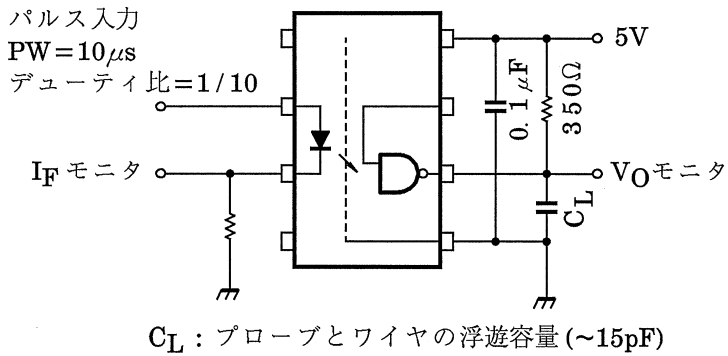 パルス入力
PW=10μs
デューティ比=1/10
IFモニタ
5V
0.1μF
350Ω
VOモニタ
CL
CL:プローブとワイヤの浮遊容量(~15pF)